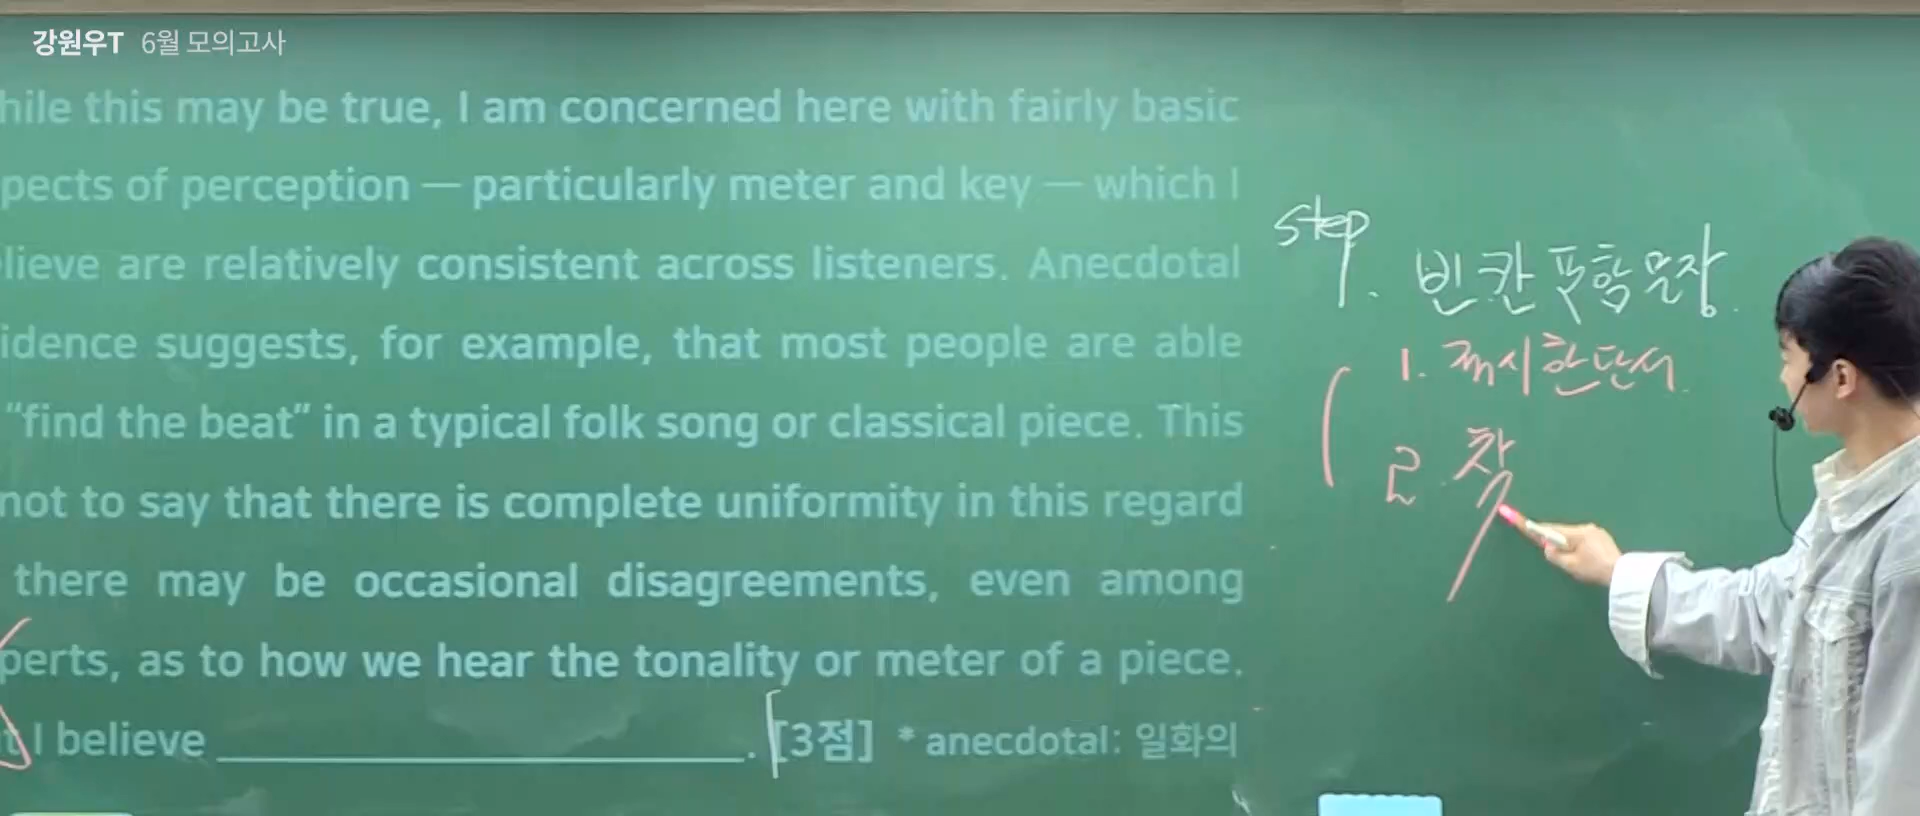 강원우T 6월 모의고사
hile this may be true, I am concerned here with fairly basic
pects of perception — particularly meter and key — which I
lieve are relatively consistent across listeners. Anecdotal
idence suggests, for example, that most people are able
"find the beat" in a typical folk song or classical piece. This
not to say that there is complete uniformity in this regard
there may be occasional disagreements, even among
perts, as to how we hear the tonality or meter of a piece.
t I believe ____________________. [3점] * anecdotal: 일화의
step
1. 빈칸 포함 문장.
1. 제시한 단서.
2. 찾